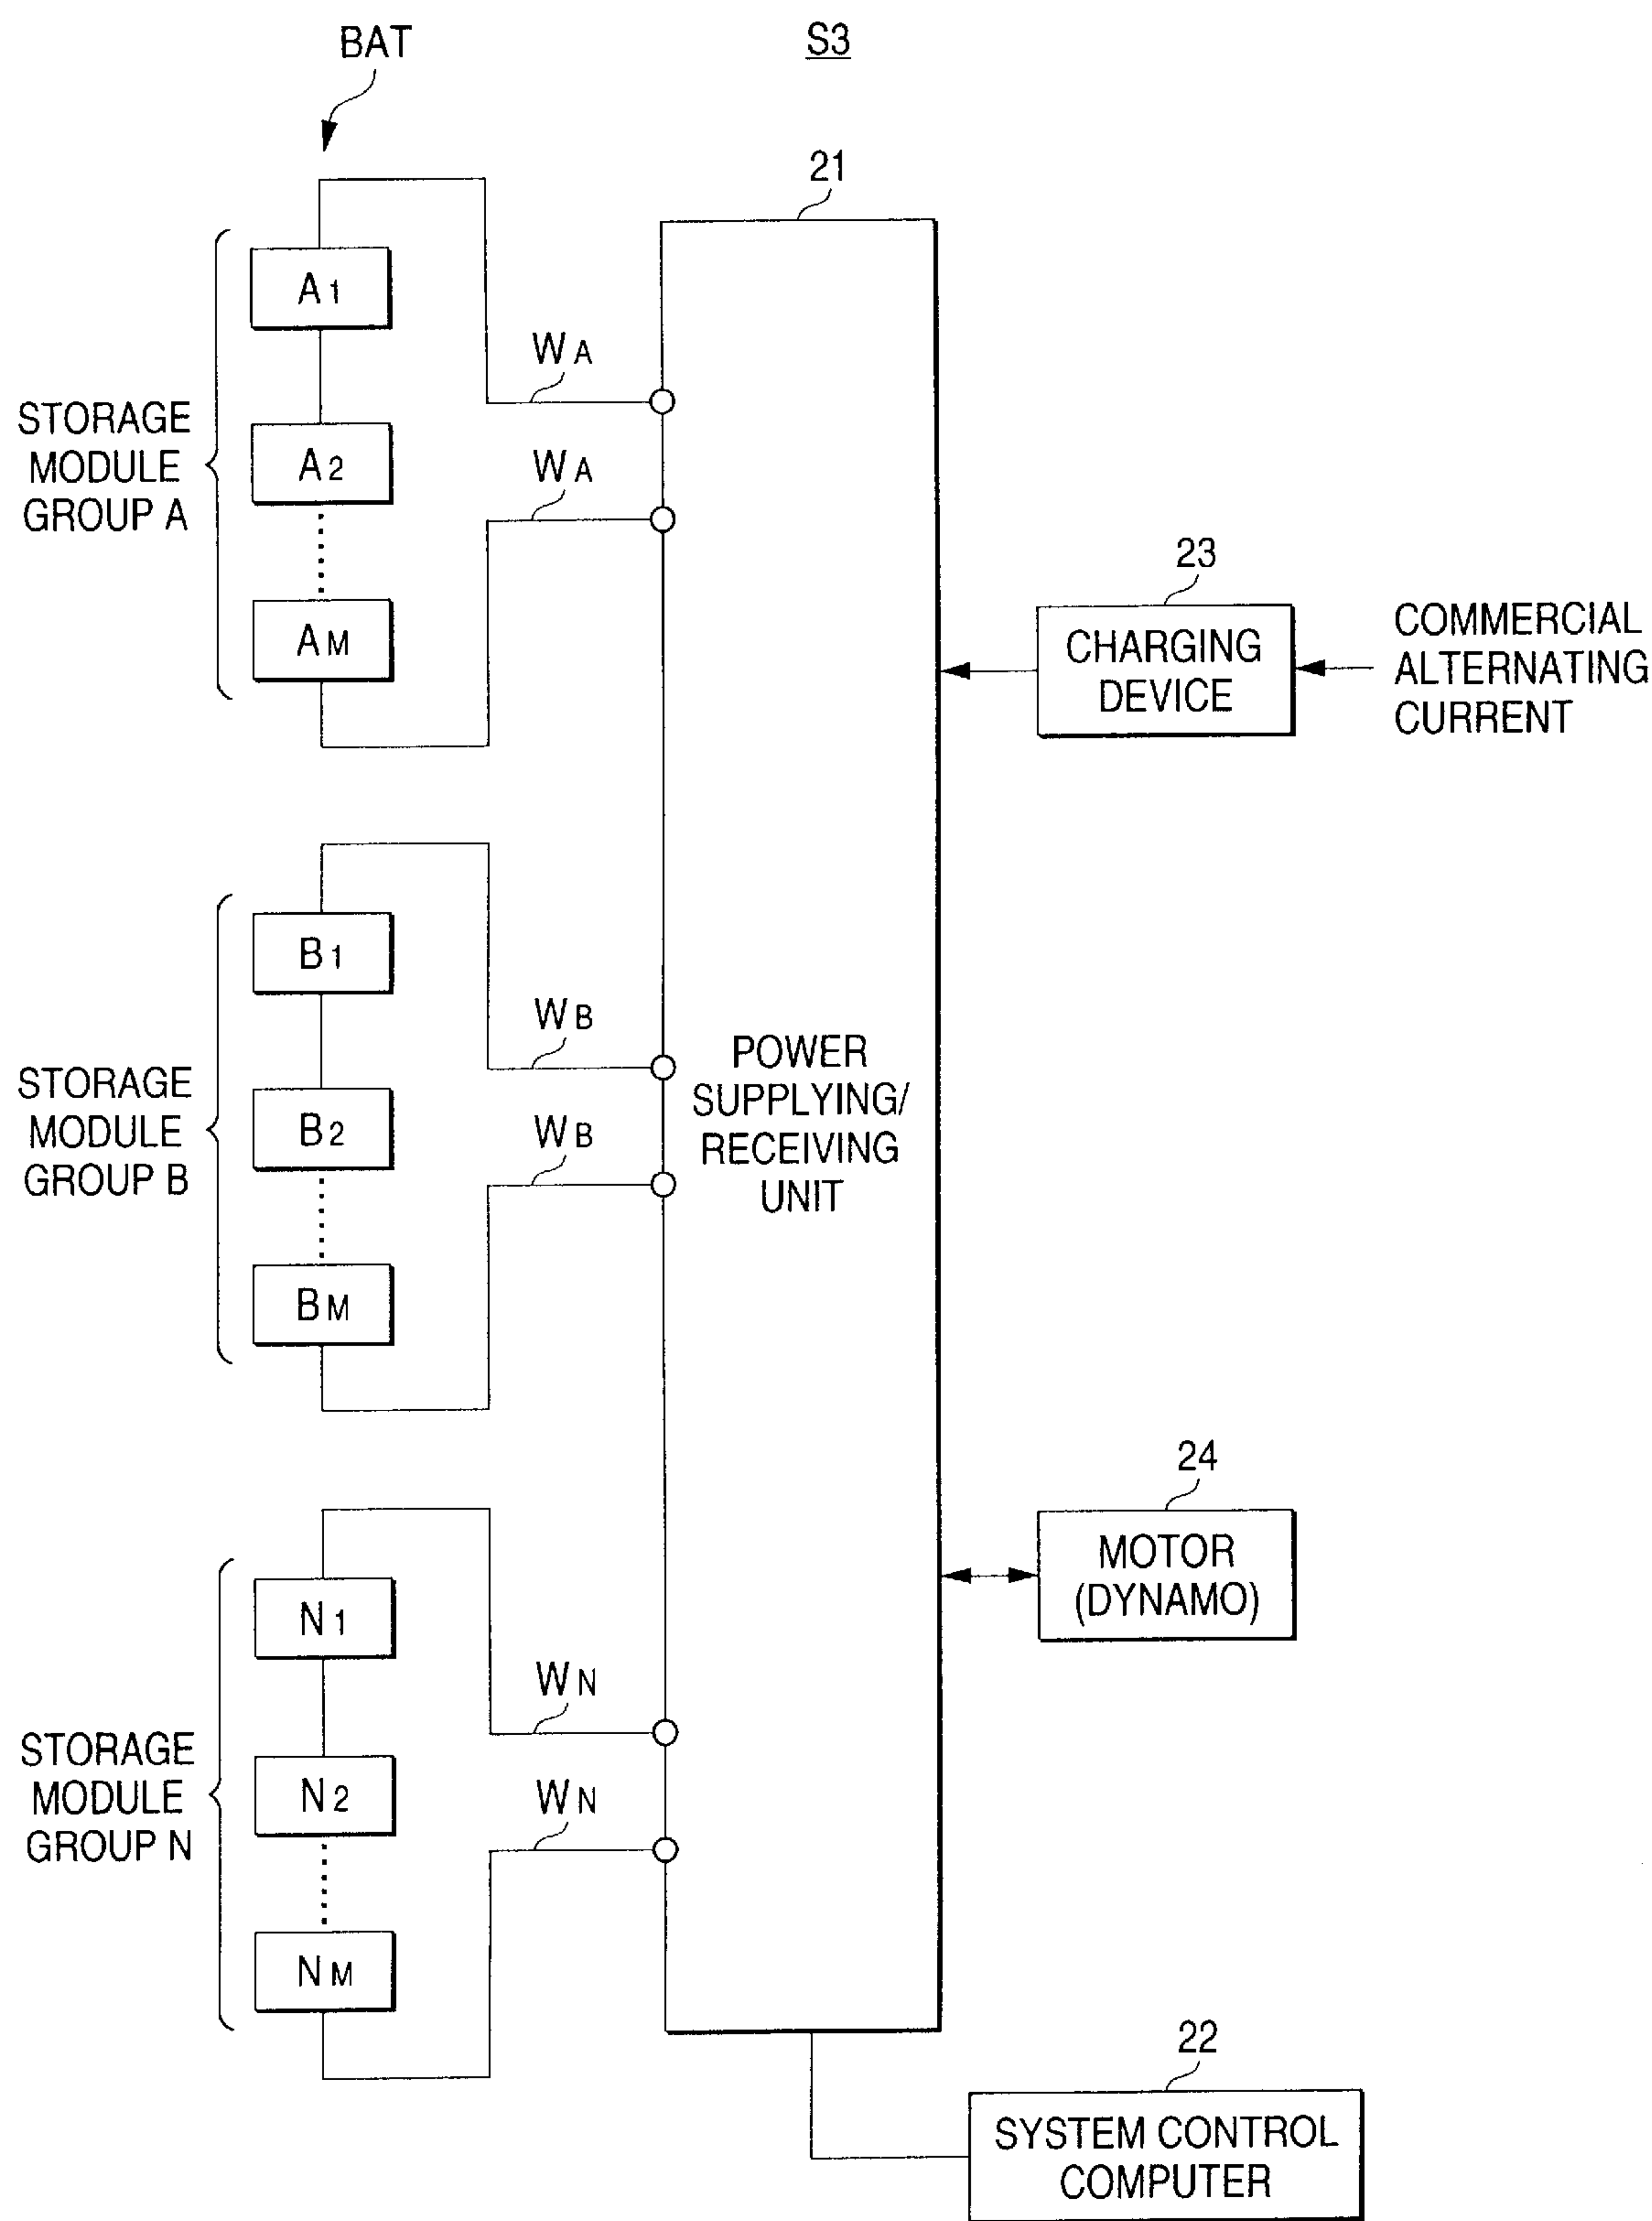 BAT
S3
21
A1
WA
STORAGE
MODULE
GROUP A
A2
WA
AM
23
CHARGING
DEVICE
COMMERCIAL
ALTERNATING
CURRENT
B1
WB
STORAGE
MODULE
GROUP B
B2
WB
BM
POWER
SUPPLYING/
RECEIVING
UNIT
24
MOTOR
(DYNAMO)
N1
WN
STORAGE
MODULE
GROUP N
N2
WN
NM
22
SYSTEM CONTROL
COMPUTER